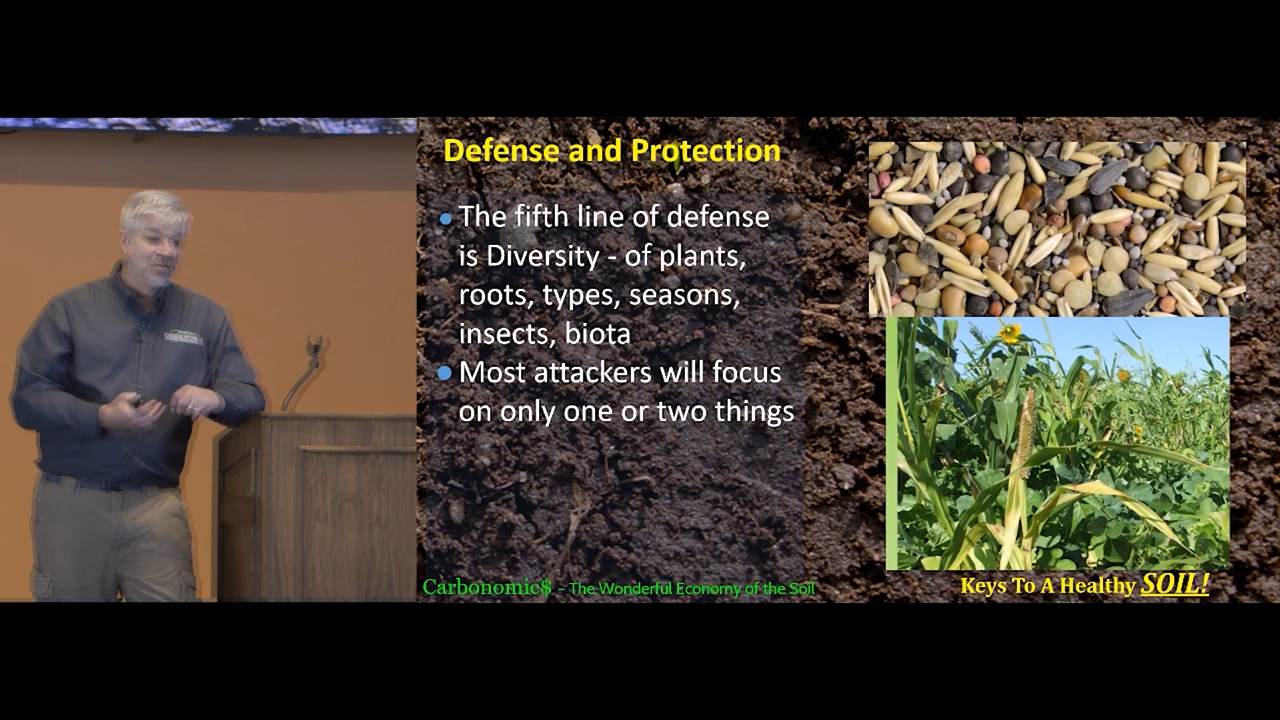 Defense and Protection
The fifth line of defense
is Diversity - of plants,
roots, types, seasons,
insects, biota
Most attackers will focus
on only one or two things
Carbonomic$ - The Wonderful Economy of the Soil
Keys To A Healthy SOIL!